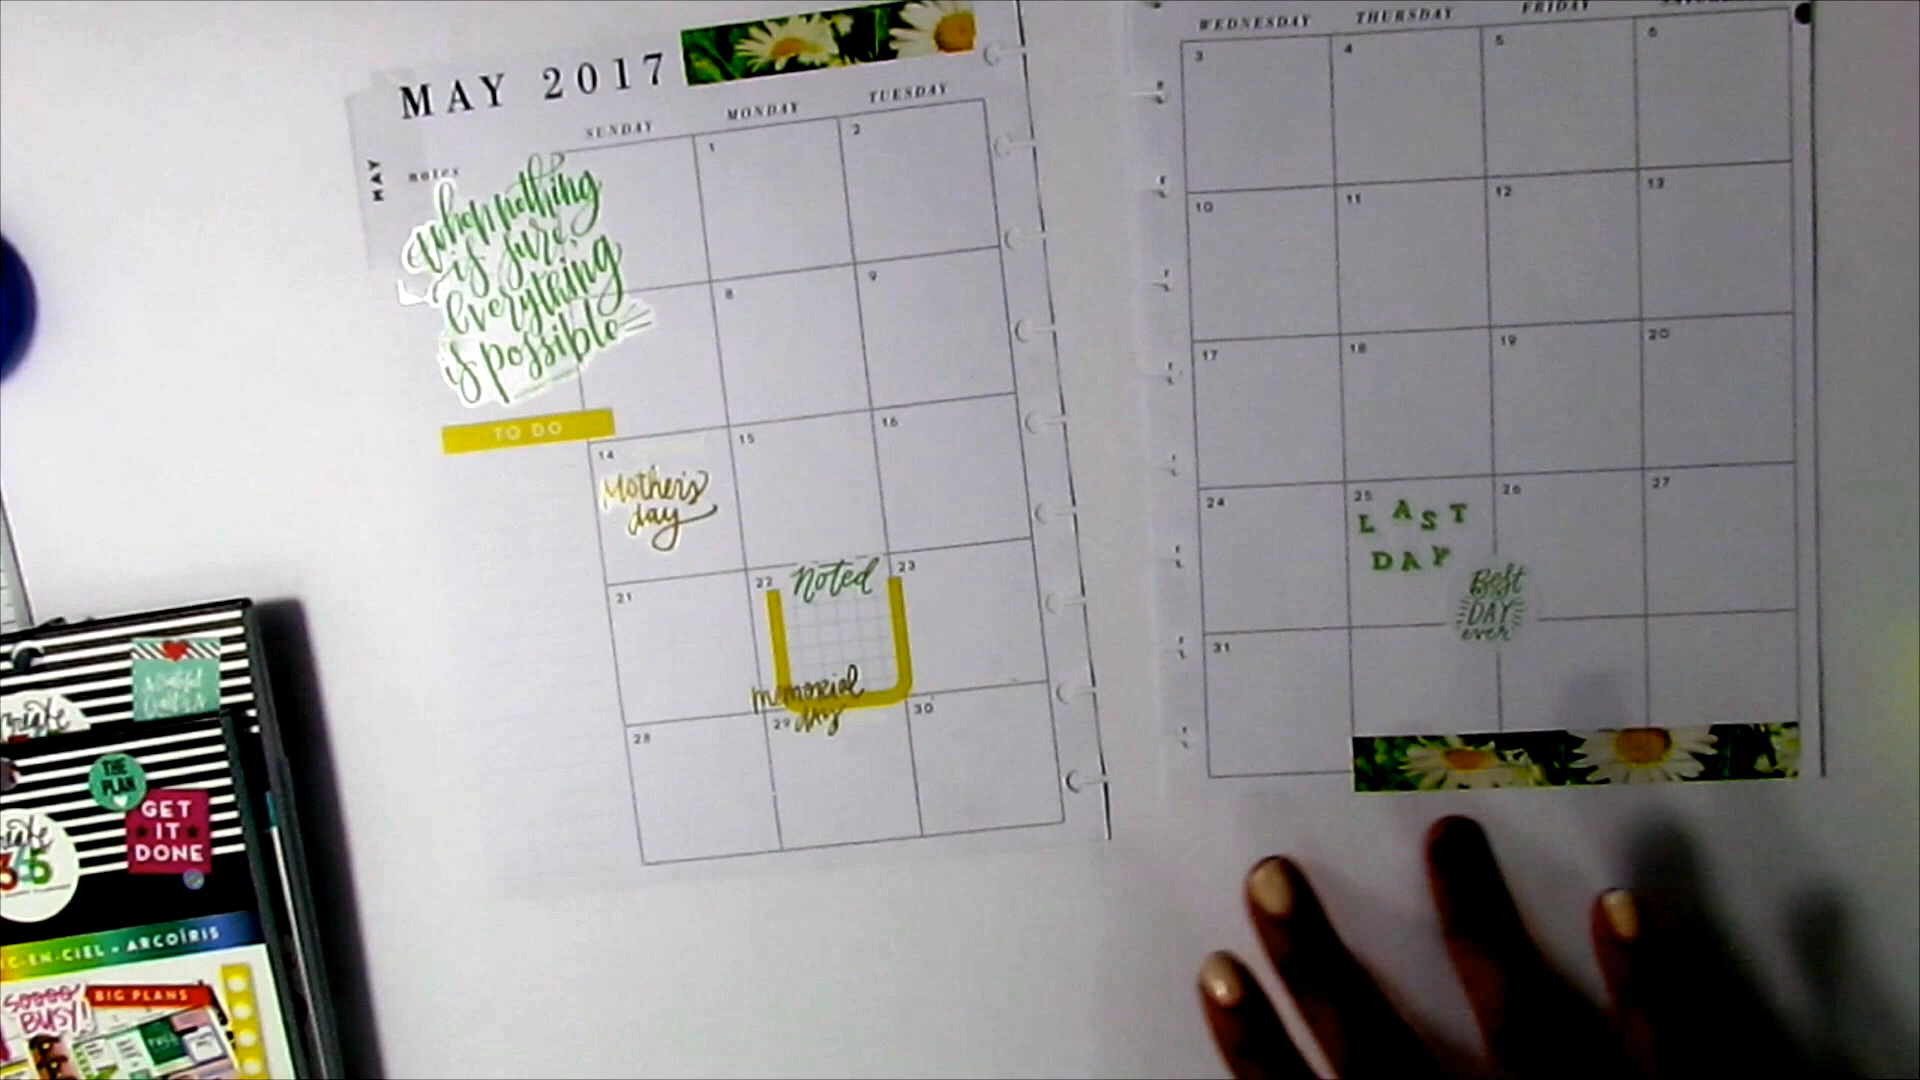 MAY 2017
SUNDAY
MONDAY
TUESDAY
MAY
notes
1
2
when nothing
is sure,
everything
is possible
8
9
TO DO
14
15
16
Mother's
day
21
22
Noted
23
memorial
day
28
29
30
WEDNESDAY
THURSDAY
FRIDAY
3
4
5
6
10
11
12
13
17
18
19
20
24
25
26
27
LAST
DAY
Best
DAY
ever
31
THE
PLAN
GET
IT
DONE
365
C-EN-CIEL • ARCOÍRIS
SOOOO
BUSY!
BIG PLANS